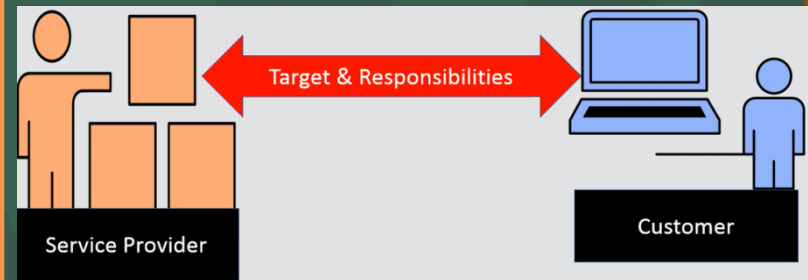 Target & Responsibilities
Service Provider
Customer